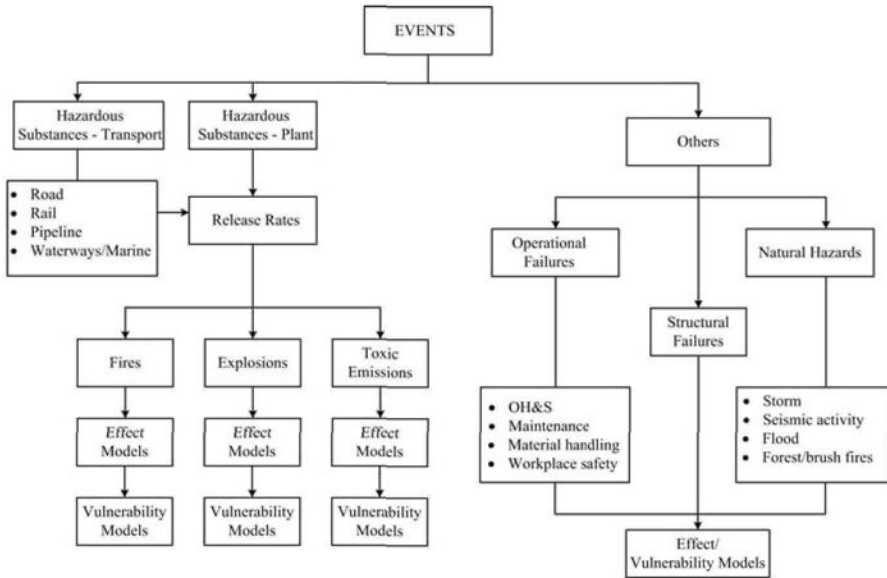 EVENTS
Hazardous
Substances - Transport
Hazardous
Substances - Plant
Others
• Road
• Rail
• Pipeline
• Waterways/Marine
Release Rates
Operational
Failures
Natural Hazards
Structural
Failures
Fires
Explosions
Toxic
Emissions
• OH&S
• Maintenance
• Material handling
• Workplace safety
• Storm
• Seismic activity
• Flood
• Forest/brush fires
Effect
Models
Effect
Models
Effect
Models
Vulnerability
Models
Vulnerability
Models
Vulnerability
Models
Effect/
Vulnerability Models